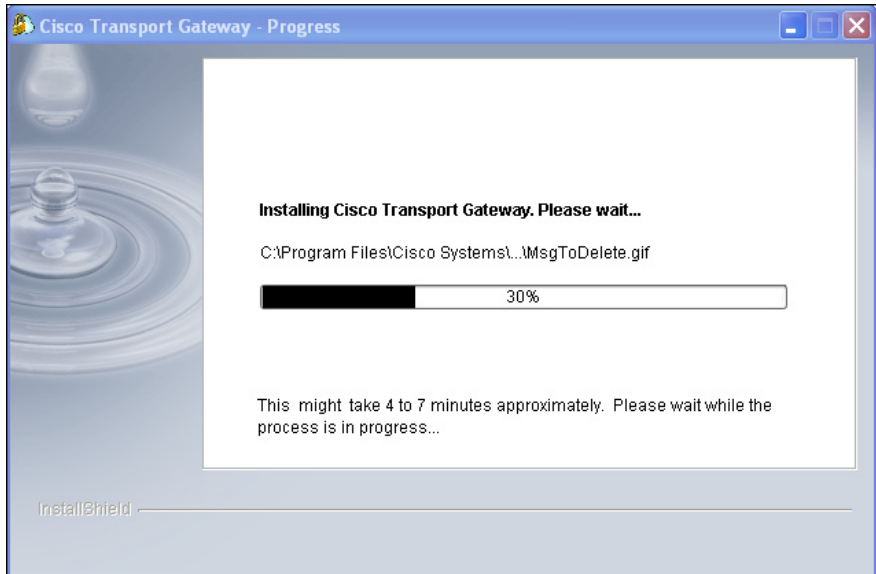 Cisco Transport Gateway - Progress
Installing Cisco Transport Gateway. Please wait...
C:\Program Files\Cisco Systems\...\MsgToDelete.gif
30%
This might take 4 to 7 minutes approximately. Please wait while the
process is in progress...
InstallShield